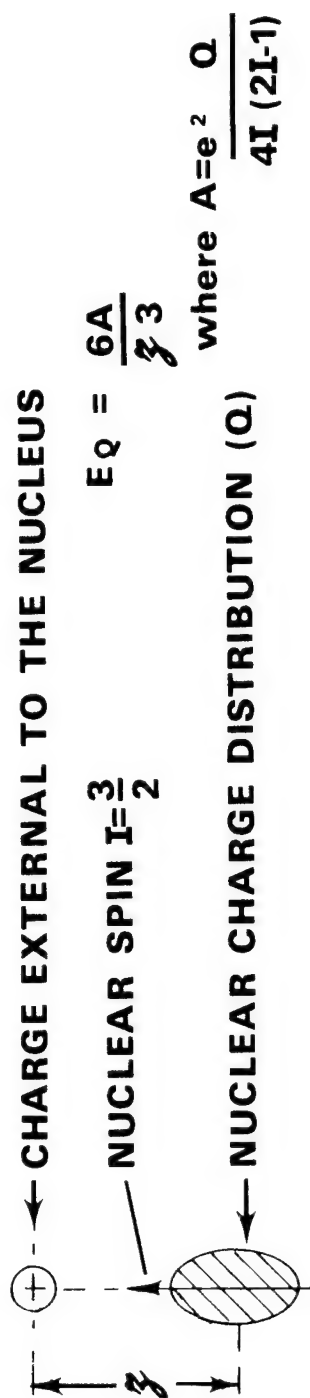 + CHARGE EXTERNAL TO THE NUCLEUS
z
NUCLEAR SPIN I=3/2
E_Q = 6A/z3
NUCLEAR CHARGE DISTRIBUTION (Q)
where A=e² Q/4I (2I-1)